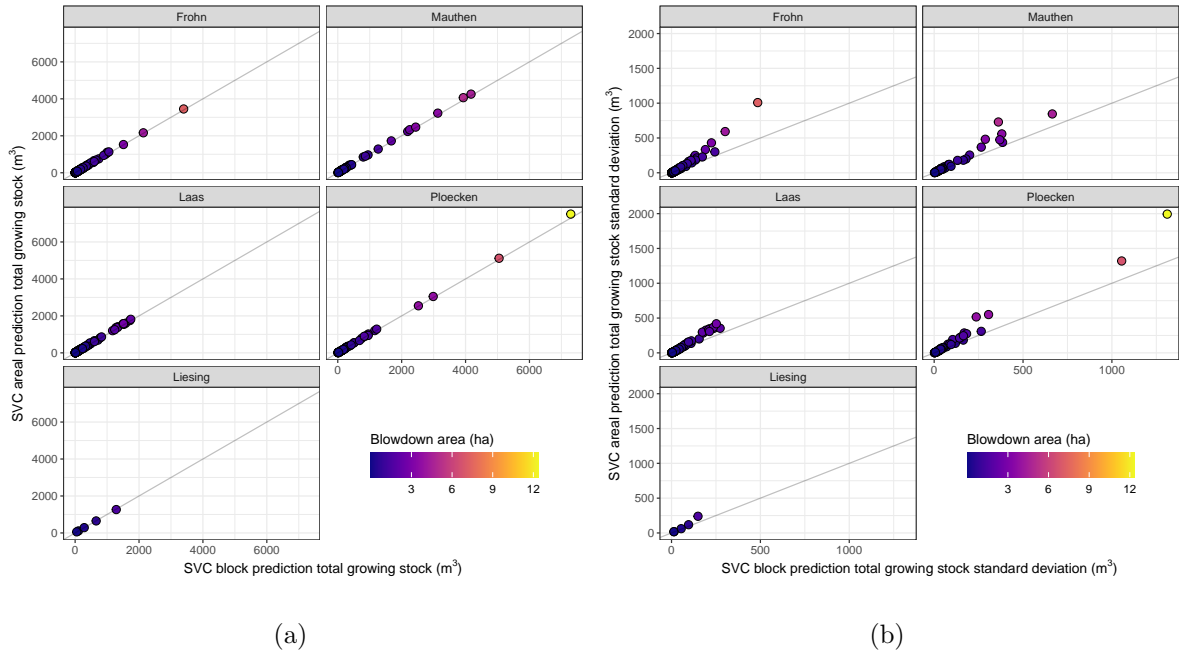 Frohn
Mauthen
Laas
Ploecken
Liesing
6000
4000
2000
0
6000
4000
2000
0
6000
4000
2000
0
0 2000 4000 6000
0 2000 4000 6000
SVC areal prediction total growing stock (m³)
SVC block prediction total growing stock (m³)
Blowdown area (ha)
3 6 9 12
(a)
Frohn
Mauthen
Laas
Ploecken
Liesing
2000
1500
1000
500
0
2000
1500
1000
500
0
2000
1500
1000
500
0
0 500 1000
0 500 1000
SVC areal prediction total growing stock standard deviation (m³)
SVC block prediction total growing stock standard deviation (m³)
Blowdown area (ha)
3 6 9 12
(b)